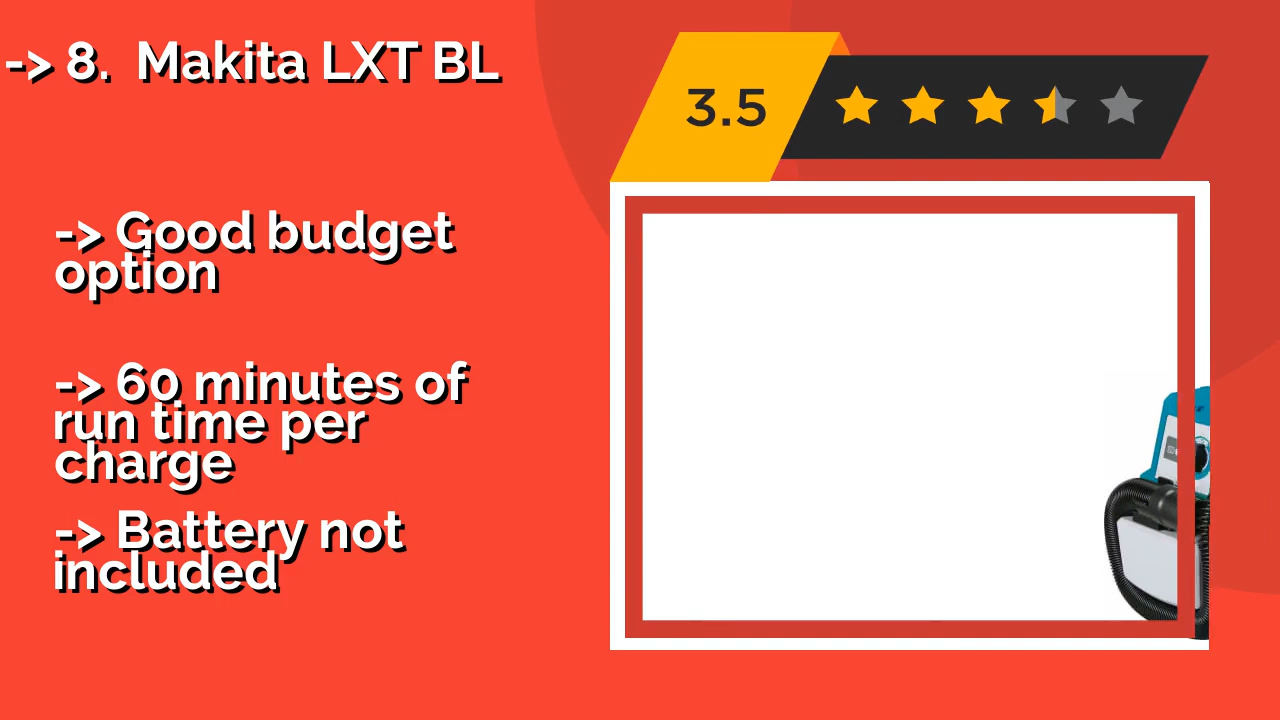 -> 8. Makita LXT BL
3.5
-> Good budget
option
-> 60 minutes of
run time per
charge
-> Battery not
included